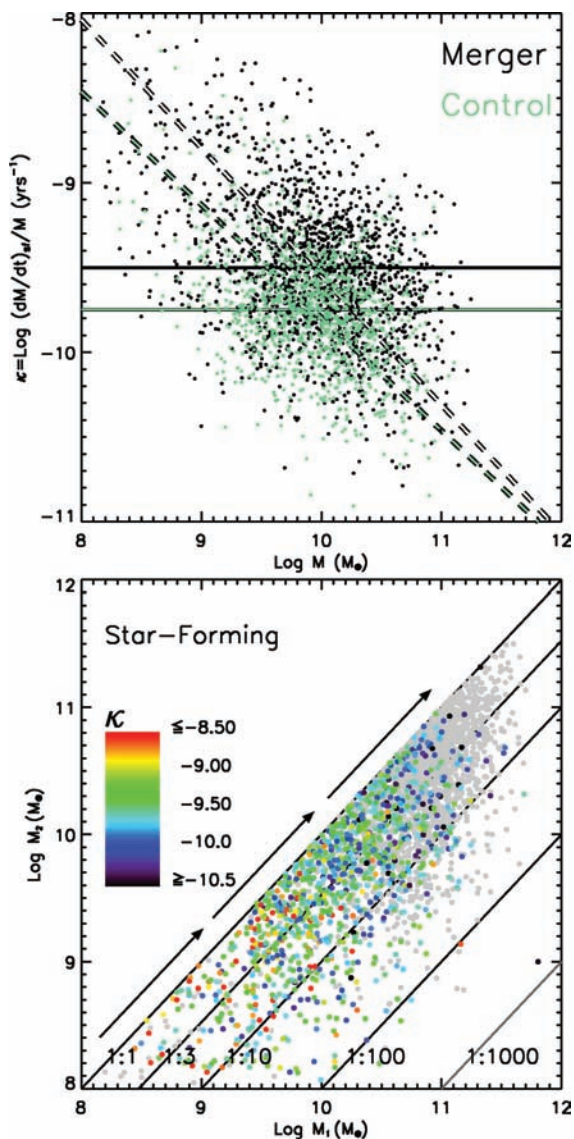 -8
Merger
Control
-9
-10
-11
κ=Log (dM/dt)sf/M (yrs⁻¹)
8 9 10 11 12
Log M (M⊙)
12
Star-Forming
11
κ
≤-8.50
-9.00
-9.50
-10.0
≥-10.5
10
9
8
Log M₂ (M⊙)
1:1 1:3 1:10 1:100 1:1000
8 9 10 11 12
Log M₁ (M⊙)